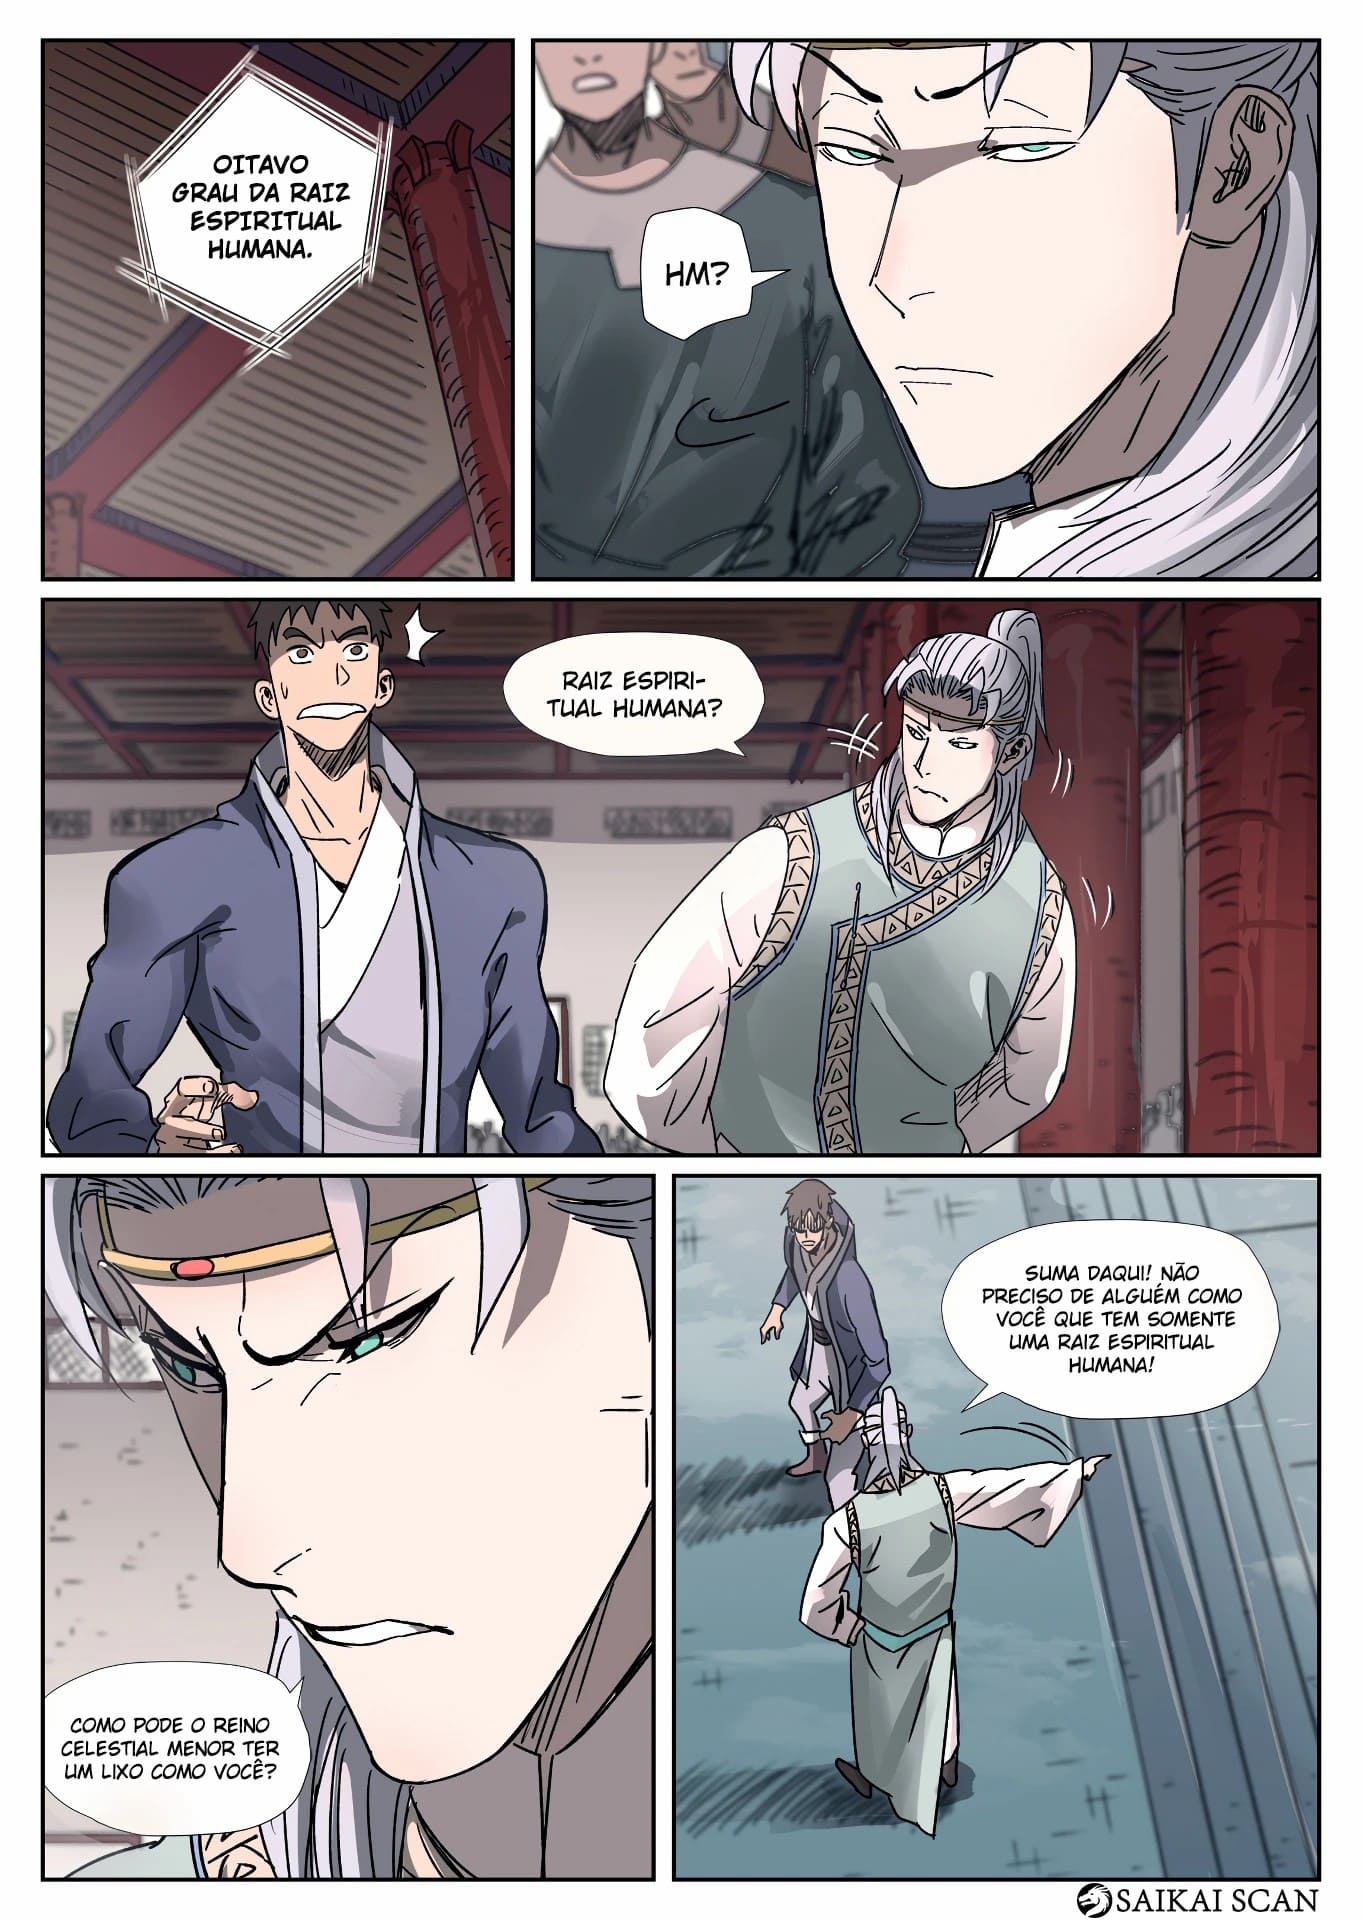 OITAVO
GRAU DA RAIZ
ESPIRITUAL
HUMANA.
HM?
RAIZ ESPIRI-
TUAL HUMANA?
COMO PODE O REINO
CELESTIAL MENOR TER
UM LIXO COMO VOCÊ?
SUMA DAQUI! NÃO
PRECISO DE ALGUÉM COMO
VOCÊ QUE TEM SOMENTE
UMA RAIZ ESPIRITUAL
HUMANA!
SAIKAI SCAN